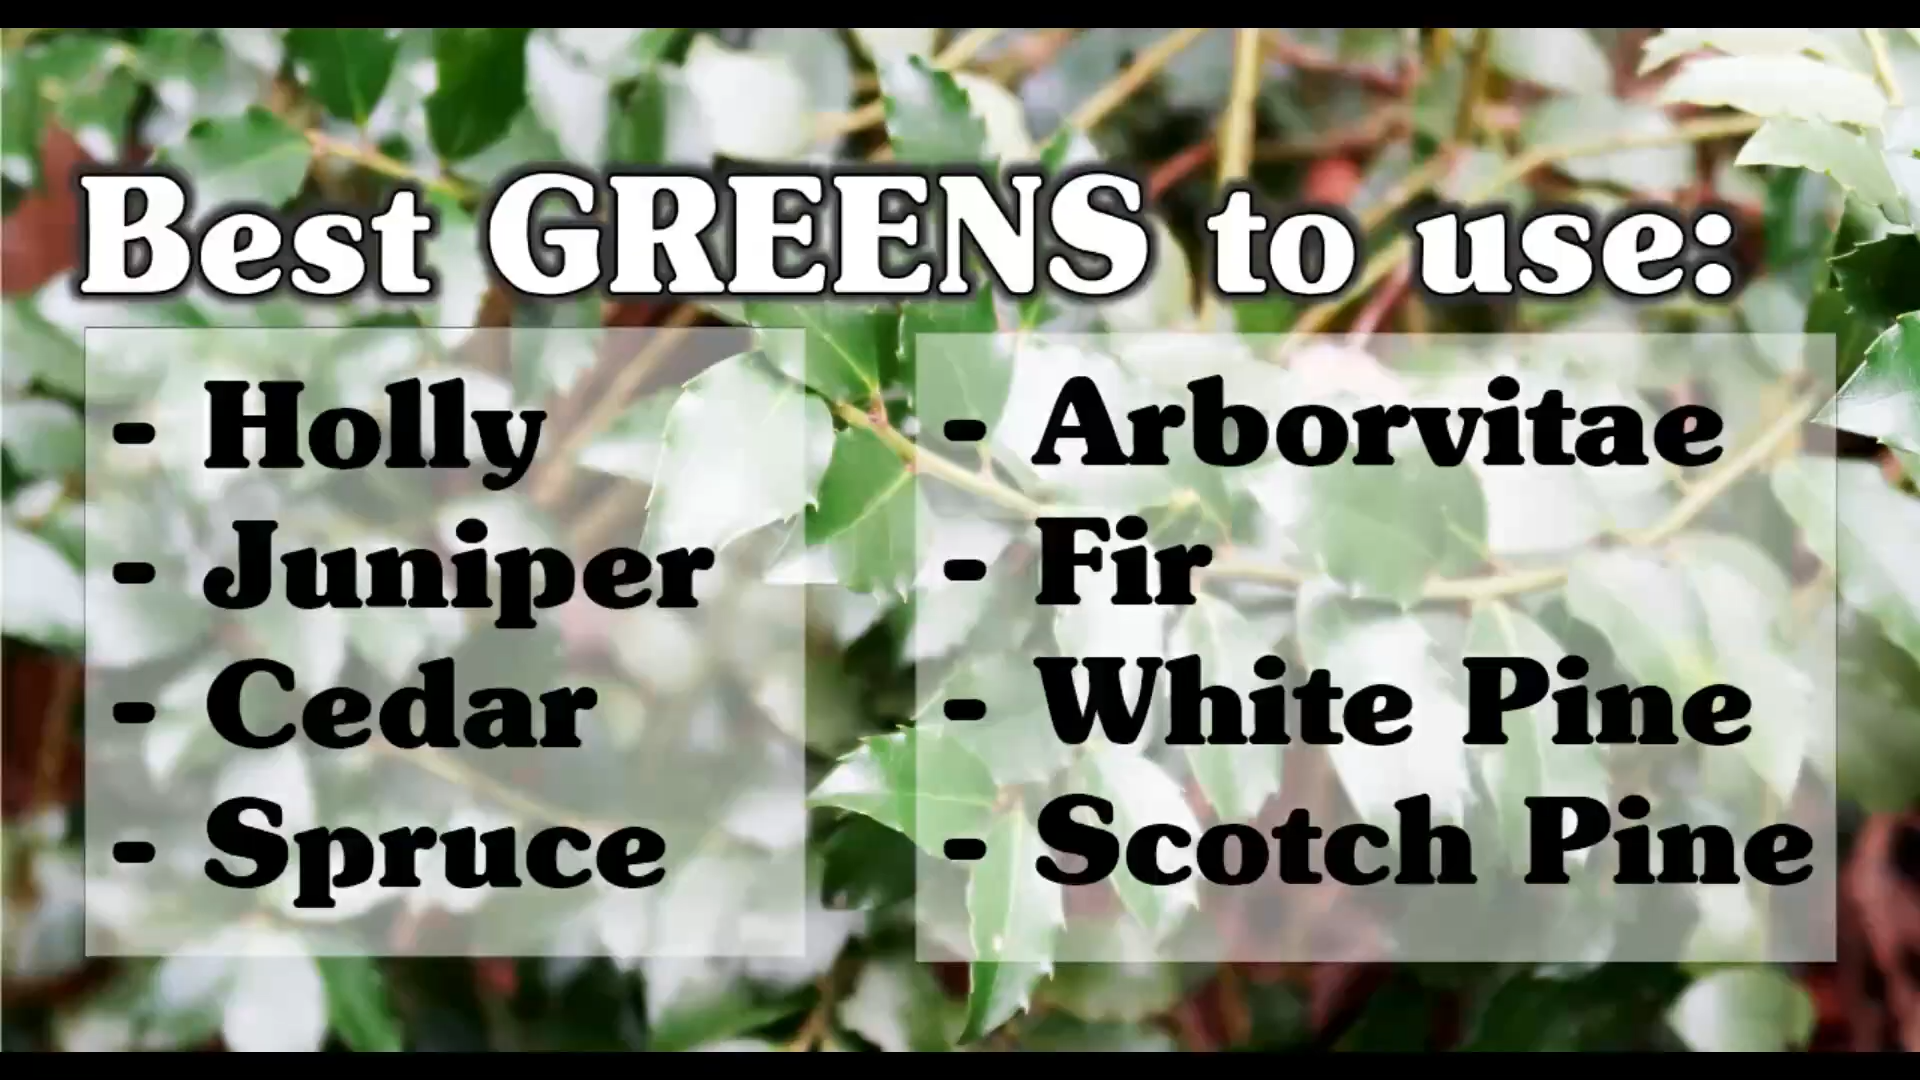 Best GREENS to use:
- Holly
- Juniper
- Cedar
- Spruce
- Arborvitae
- Fir
- White Pine
- Scotch Pine